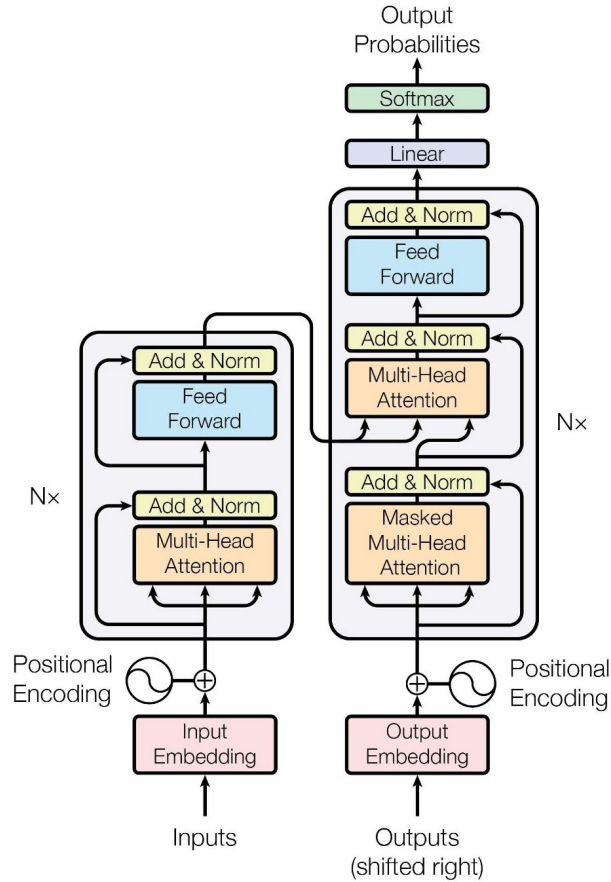 Output
Probabilities
Softmax
Linear
Add & Norm
Feed
Forward
Add & Norm
Multi-Head
Attention
Add & Norm
Masked
Multi-Head
Attention
N×
Add & Norm
Feed
Forward
N×
Add & Norm
Multi-Head
Attention
Positional
Encoding
Positional
Encoding
Input
Embedding
Output
Embedding
Inputs
Outputs
(shifted right)